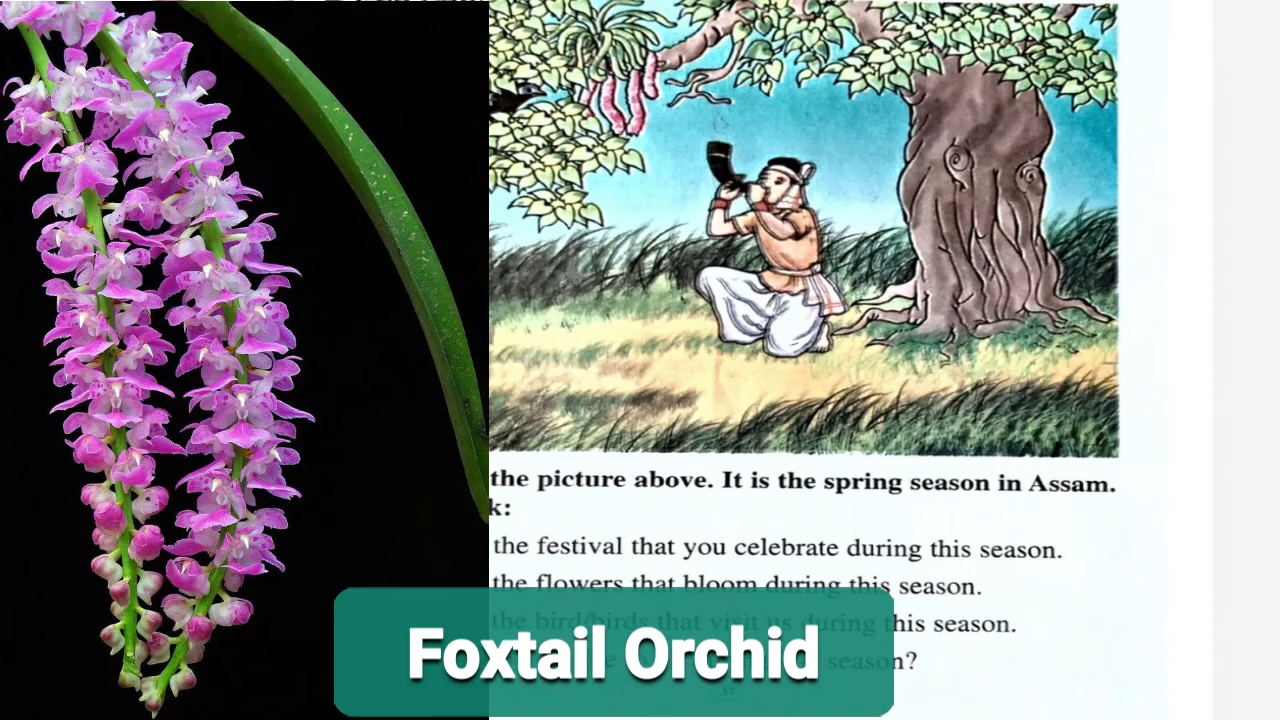 the picture above. It is the spring season in Assam.
k:
the festival that you celebrate during this season.
the flowers that bloom during this season.
the bird/birds that visit us during this season.
season?
37
Foxtail Orchid